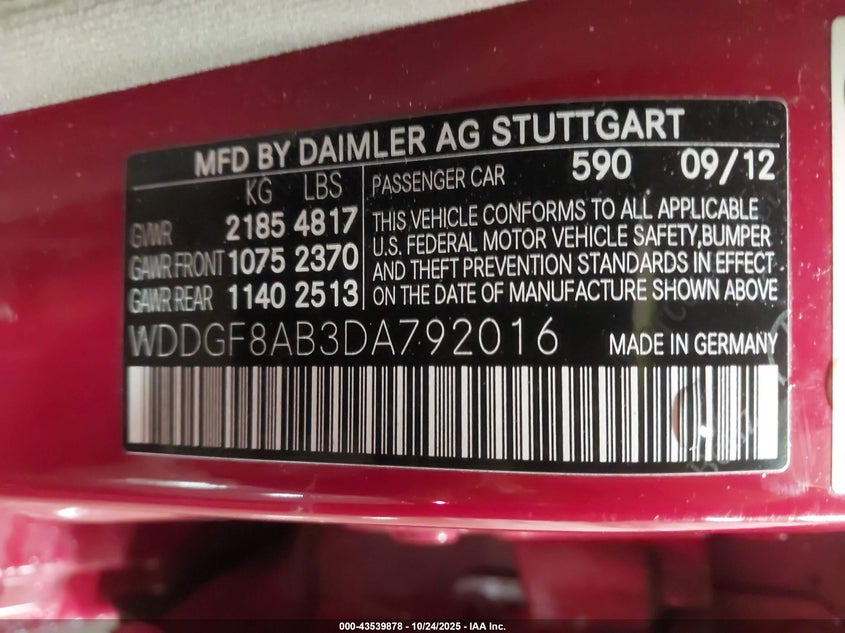 MFD BY DAIMLER AG STUTTGART
KG LBS
GVWR 2185 4817
GAWR FRONT 1075 2370
GAWR REAR 1140 2513
PASSENGER CAR 590 09/12
THIS VEHICLE CONFORMS TO ALL APPLICABLE
U.S. FEDERAL MOTOR VEHICLE SAFETY,BUMPER
AND THEFT PREVENTION STANDARDS IN EFFECT
ON THE DATE OF MANUFACTURE SHOWN ABOVE
WDDGF8AB3DA792016 MADE IN GERMANY
000-43539878 - 10/24/2025 - IAA Inc.